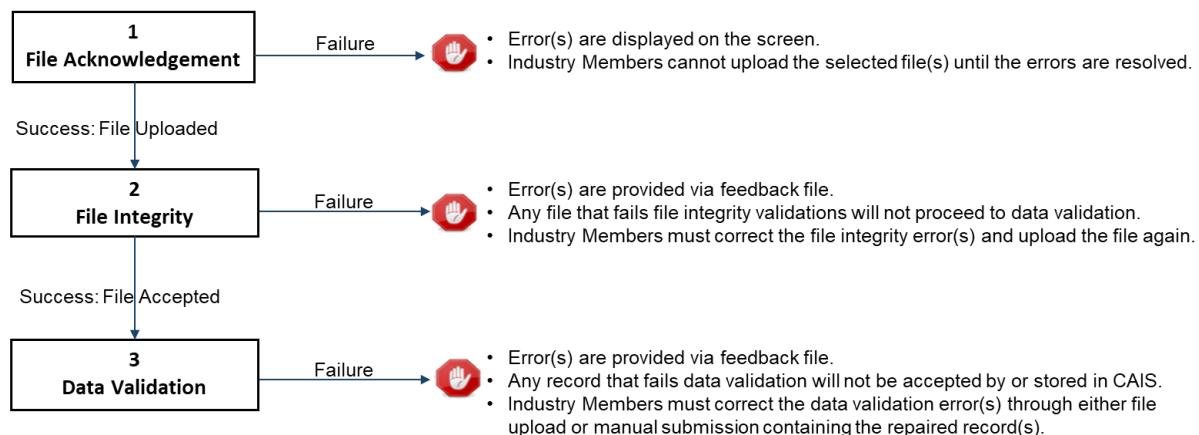 1
File Acknowledgement
Failure
• Error(s) are displayed on the screen.
• Industry Members cannot upload the selected file(s) until the errors are resolved.
Success: File Uploaded
2
File Integrity
Failure
• Error(s) are provided via feedback file.
• Any file that fails file integrity validations will not proceed to data validation.
• Industry Members must correct the file integrity error(s) and upload the file again.
Success: File Accepted
3
Data Validation
Failure
• Error(s) are provided via feedback file.
• Any record that fails data validation will not be accepted by or stored in CAIS.
• Industry Members must correct the data validation error(s) through either file
upload or manual submission containing the repaired record(s).